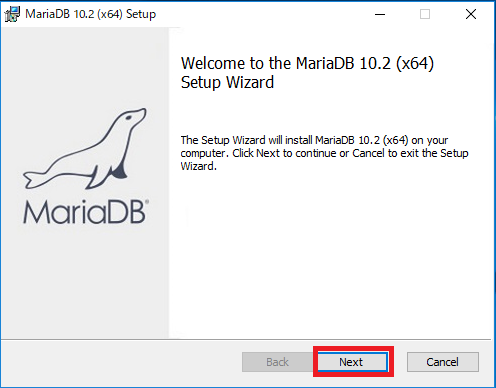 MariaDB 10.2 (x64) Setup
Welcome to the MariaDB 10.2 (x64)
Setup Wizard
The Setup Wizard will install MariaDB 10.2 (x64) on your
computer. Click Next to continue or Cancel to exit the Setup
Wizard.
MariaDB®
Back
Next
Cancel